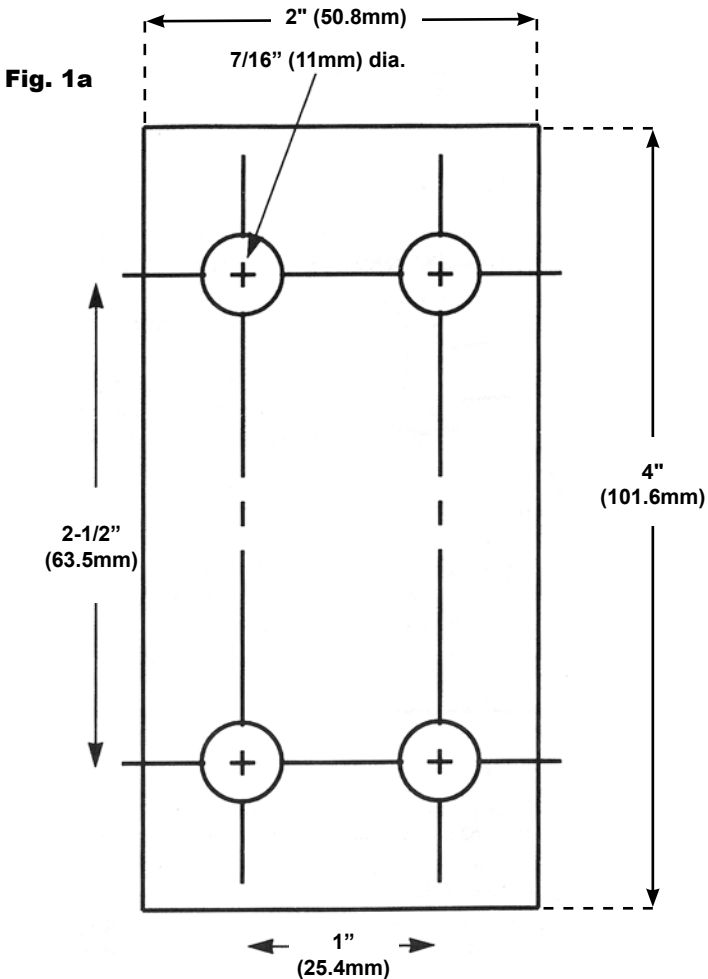 2" (50.8mm)
7/16” (11mm) dia.
Fig. 1a
4"
(101.6mm)
2-1/2”
(63.5mm)
1”
(25.4mm)